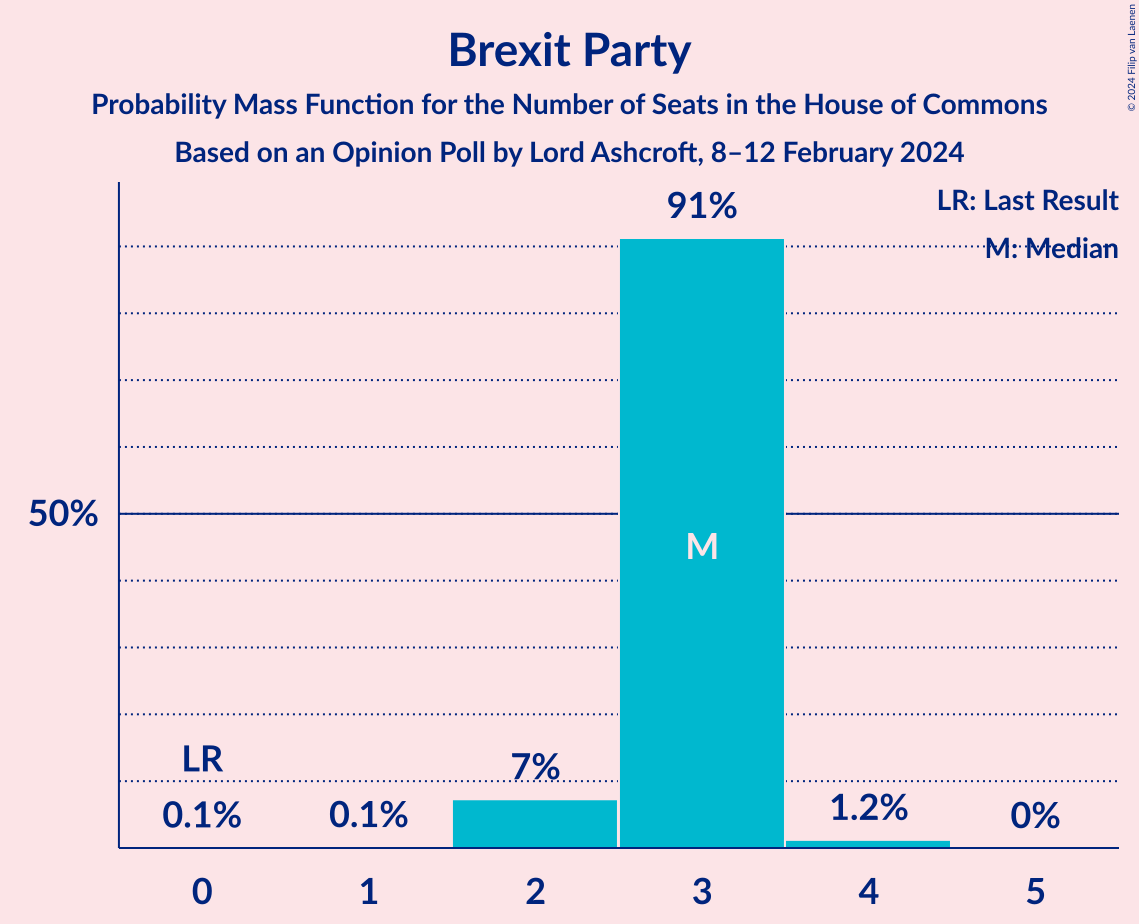 © 2024 Filip van Laenen
Brexit Party
Probability Mass Function for the Number of Seats in the House of Commons
Based on an Opinion Poll by Lord Ashcroft, 8–12 February 2024
LR: Last Result
M: Median
91%
50%
M
LR
7%
0.1%
0.1%
1.2%
0%
0 1 2 3 4 5